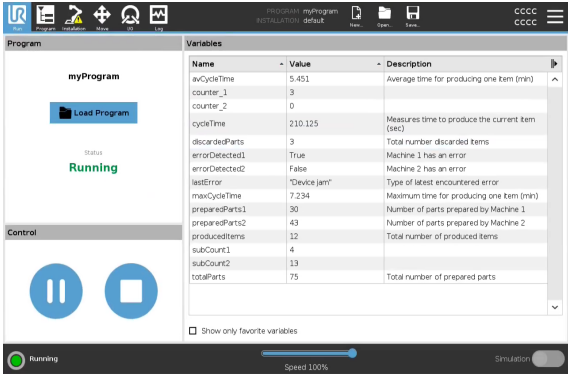 UR
PROGRAM myProgram
INSTALLATION default
cccc
cccc
Run
Program
Installation
Move
I/O
Log
New...
Open...
Save...
Program
Variables
myProgram
Load Program
Status
Running
Control
Name Value Description
avCycleTime 5.451 Average time for producing one item (min)
counter_1 3
counter_2 0
cycleTime 210.125 Measures time to produce the current item
(sec)
discardedParts 3 Total number discarded items
errorDetected1 True Machine 1 has an error
errorDetected2 False Machine 2 has an error
lastError "Device jam" Type of latest encountered error
maxCycleTime 7.234 Maximum time for producing one item (min)
preparedParts1 30 Number of parts prepared by Machine 1
preparedParts2 43 Number of parts prepared by Machine 2
producedItems 12 Total number of produced items
subCount1 4
subCount2 13
totalParts 75 Total number of prepared parts
Show only favorite variables
Running
Speed 100%
Simulation